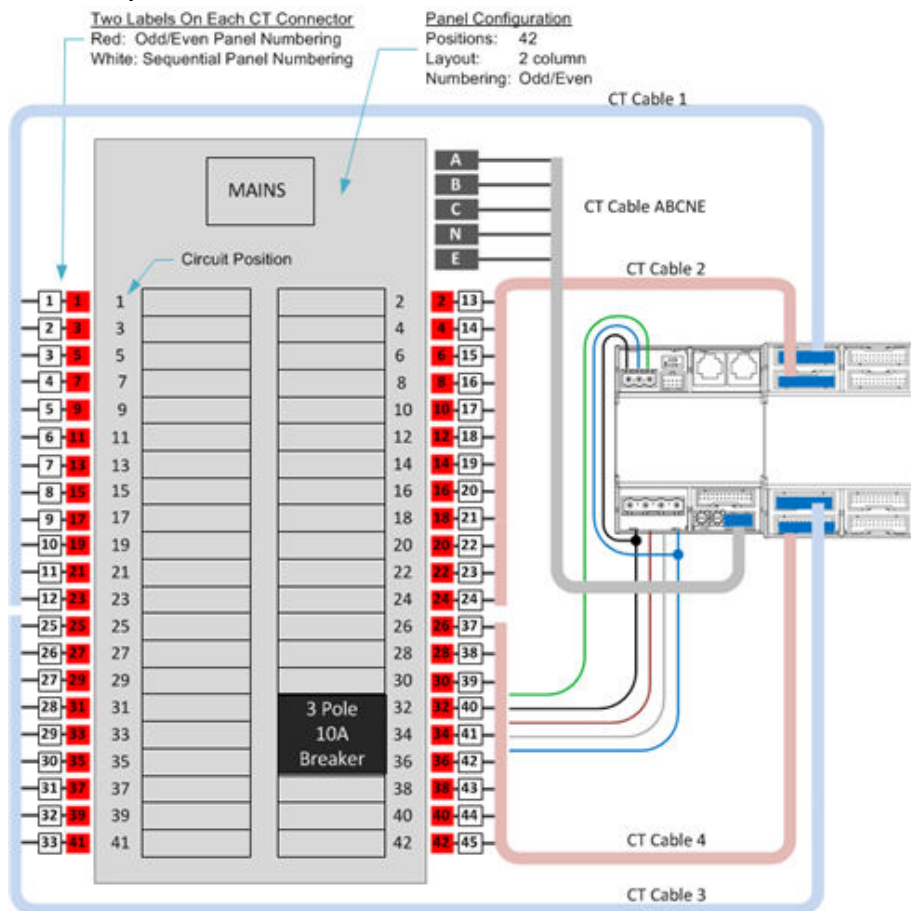 Two Labels On Each CT Connector
Red: Odd/Even Panel Numbering
White: Sequential Panel Numbering
Panel Configuration
Positions: 42
Layout: 2 column
Numbering: Odd/Even
CT Cable 1
MAINS
A
B
C
N
E
CT Cable ABCNE
Circuit Position
CT Cable 2
1 1 1 2 2 13
2 3 3 4 4 14
3 5 5 6 6 15
4 7 7 8 8 16
5 9 9 10 10 17
6 11 11 12 12 18
7 13 13 14 14 19
8 15 15 16 16 20
9 17 17 18 18 21
10 19 19 20 20 22
11 21 21 22 22 23
12 23 23 24 24 24
25 25 25 26 26 37
26 27 27 28 28 38
27 29 29 30 30 39
28 31 31 3 Pole 32 32 40
29 33 33 10A 34 34 41
30 35 35 Breaker 36 36 42
31 37 37 38 38 43
32 39 39 40 40 44
33 41 41 42 42 45
CT Cable 4
CT Cable 3